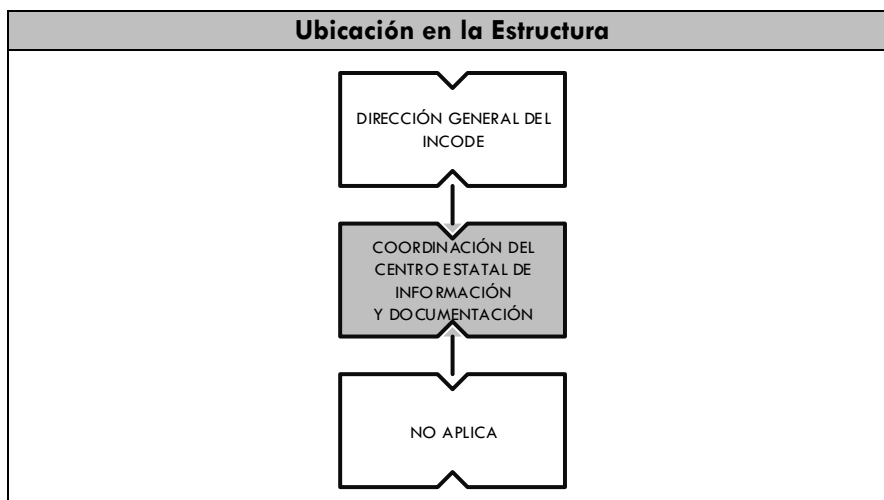 Ubicación en la Estructura
DIRECCIÓN GENERAL DEL
INCODE
COORDINACIÓN DEL
CENTRO ESTATAL DE
INFORMACIÓN
Y DOCUMENTACIÓN
NO APLICA